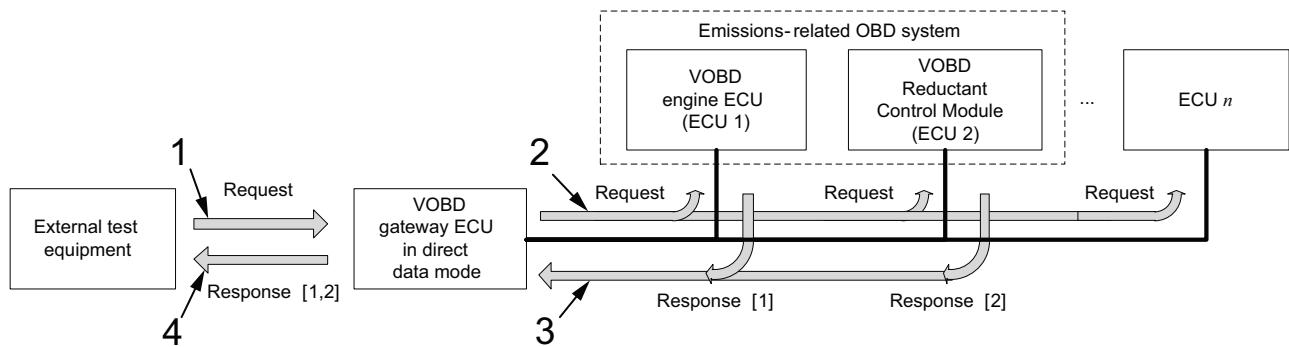 Emissions-related OBD system
VOBD
engine ECU
(ECU 1)
VOBD
Reductant
Control Module
(ECU 2)
...
ECU n
1
Request
2
Request
Request
Request
External test
equipment
VOBD
gateway ECU
in direct
data mode
Response [1,2]
4
3
Response [1]
Response [2]